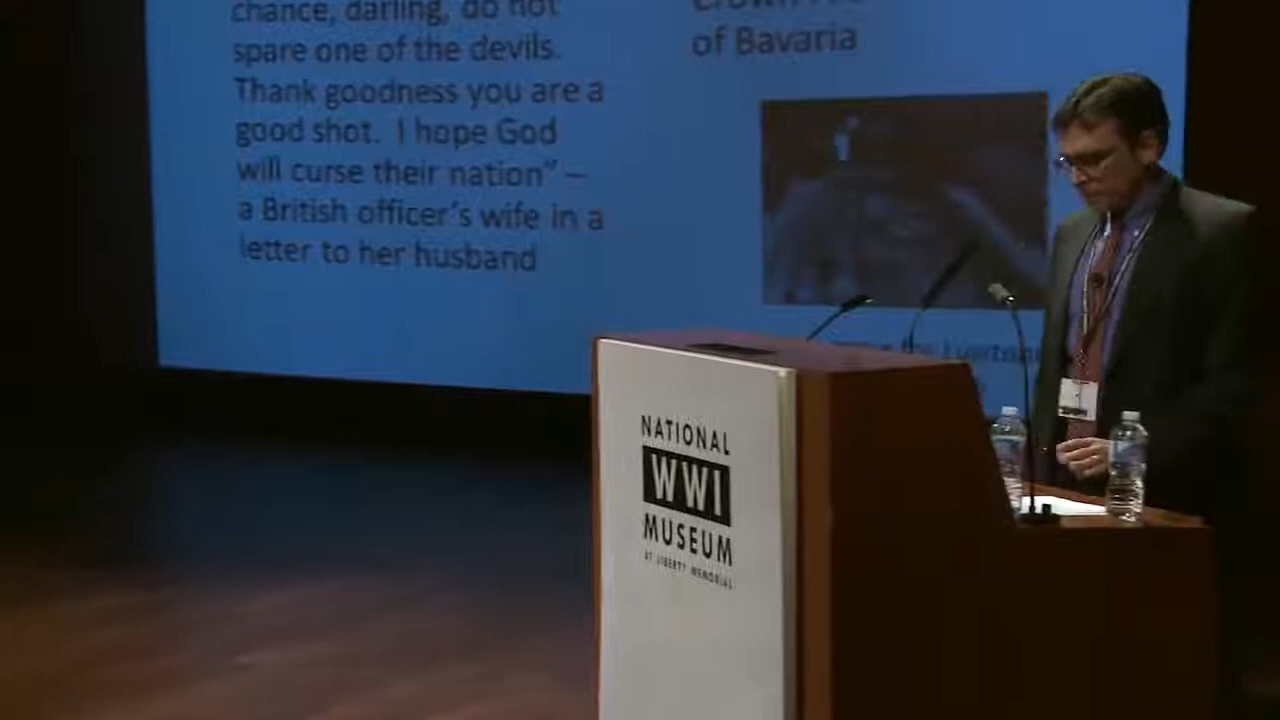 chance, darling, do not
spare one of the devils.
Thank goodness you are a
good shot. I hope God
will curse their nation" –
a British officer's wife in a
letter to her husband
of Bavaria
NATIONAL
WWI
MUSEUM
AT LIBERTY MEMORIAL